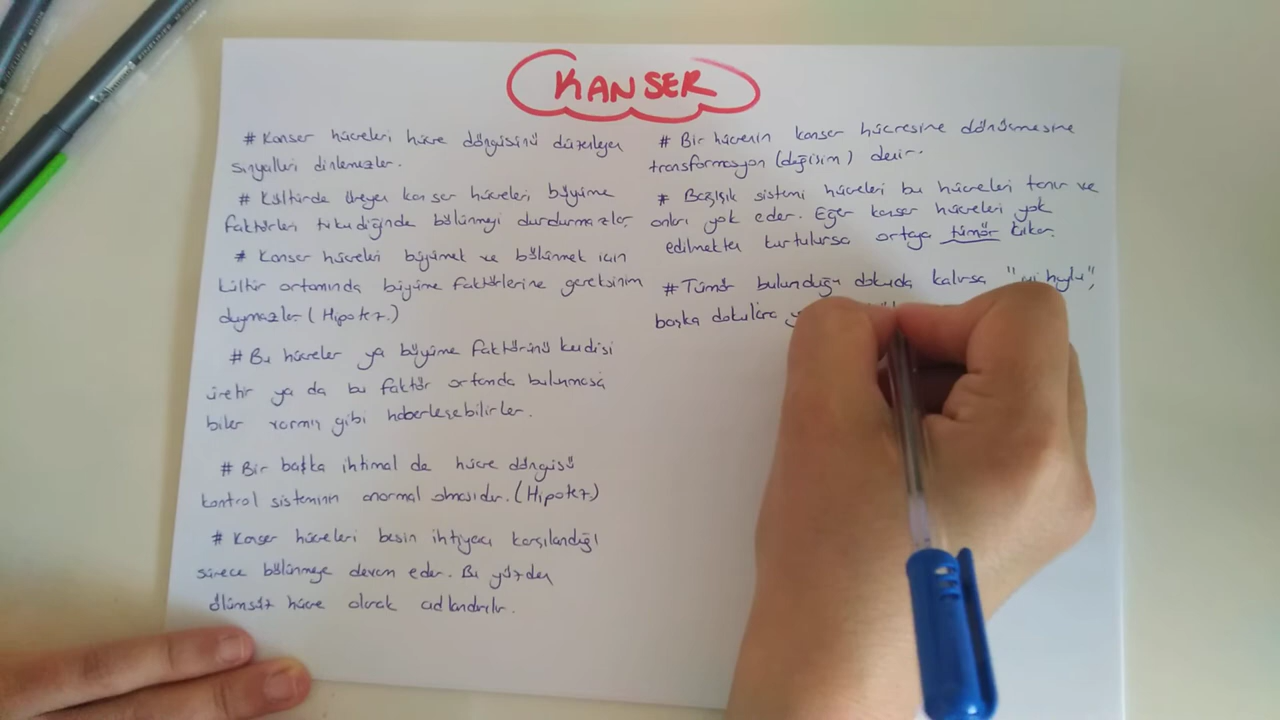 KANSER
# Kanser hücreleri hücre döngüsünü düzenleyen
sinyalleri dinlemezler.
# Kültürde üreyen kanser hücreleri büyüme
faktörleri tükendiğinde bölünmeyi durdurmazlar.
# Kanser hücreleri büyümek ve bölünmek için
kültür ortamında büyüme faktörlerine gereksinim
duymazlar (Hipotez.)
# Bu hücreler ya büyüme faktörünü kendisi
üretir ya da bu faktör ortamda bulunmasa
bile varmış gibi haberleşebilirler.
# Bir başka ihtimal de hücre döngüsü
kontrol sisteminin anormal olmasıdır. (Hipotez)
# Kanser hücreleri besin ihtiyacı karşılandığı
sürece bölünmeye devam eder. Bu yüzden
ölümsüz hücre olarak adlandırılır.
# Bir hücrenin kanser hücresine dönüşmesine
transformasyon (değişim) denir.
# Bağışık sistemi hücreleri bu hücreleri tanır ve
onları yok eder. Eğer kanser hücreleri yok
edilmekten kurtulursa ortaya tümör çıkar.
# Tümör bulunduğu dokuda kalırsa "iyi huylu",
başka dokulara